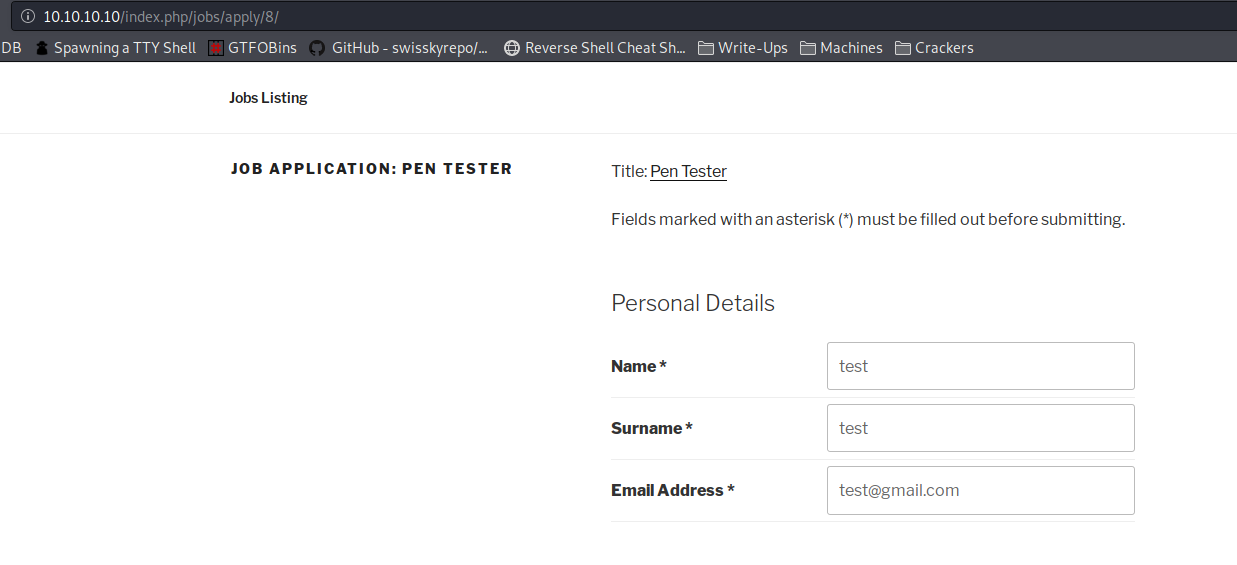 10.10.10.10/index.php/jobs/apply/8/
DB Spawning a TTY Shell GTFOBins GitHub - swisskyrepo/... Reverse Shell Cheat Sh... Write-Ups Machines Crackers
Jobs Listing
JOB APPLICATION: PEN TESTER
Title: Pen Tester
Fields marked with an asterisk (*) must be filled out before submitting.
Personal Details
Name *
test
Surname *
test
Email Address *
test@gmail.com